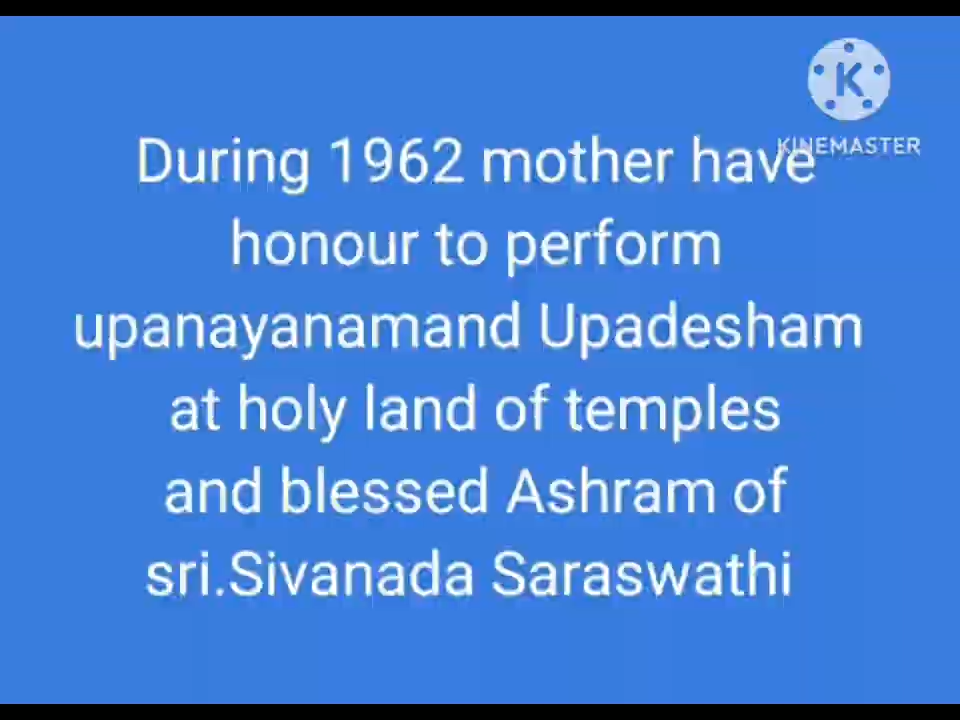 KINEMASTER
During 1962 mother have
honour to perform
upanayanamand Upadesham
at holy land of temples
and blessed Ashram of
sri.Sivanada Saraswathi